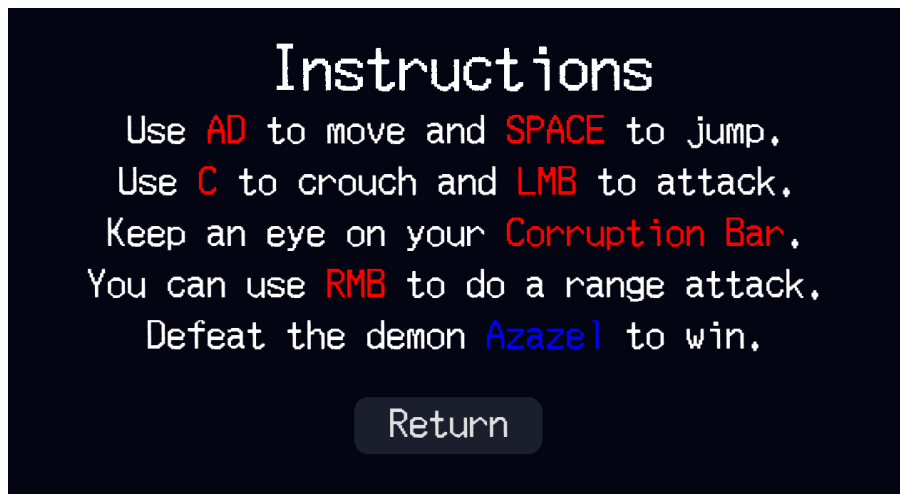 Instructions
Use AD to move and SPACE to jump.
Use C to crouch and LMB to attack.
Keep an eye on your Corruption Bar.
You can use RMB to do a range attack.
Defeat the demon Azazel to win.
Return